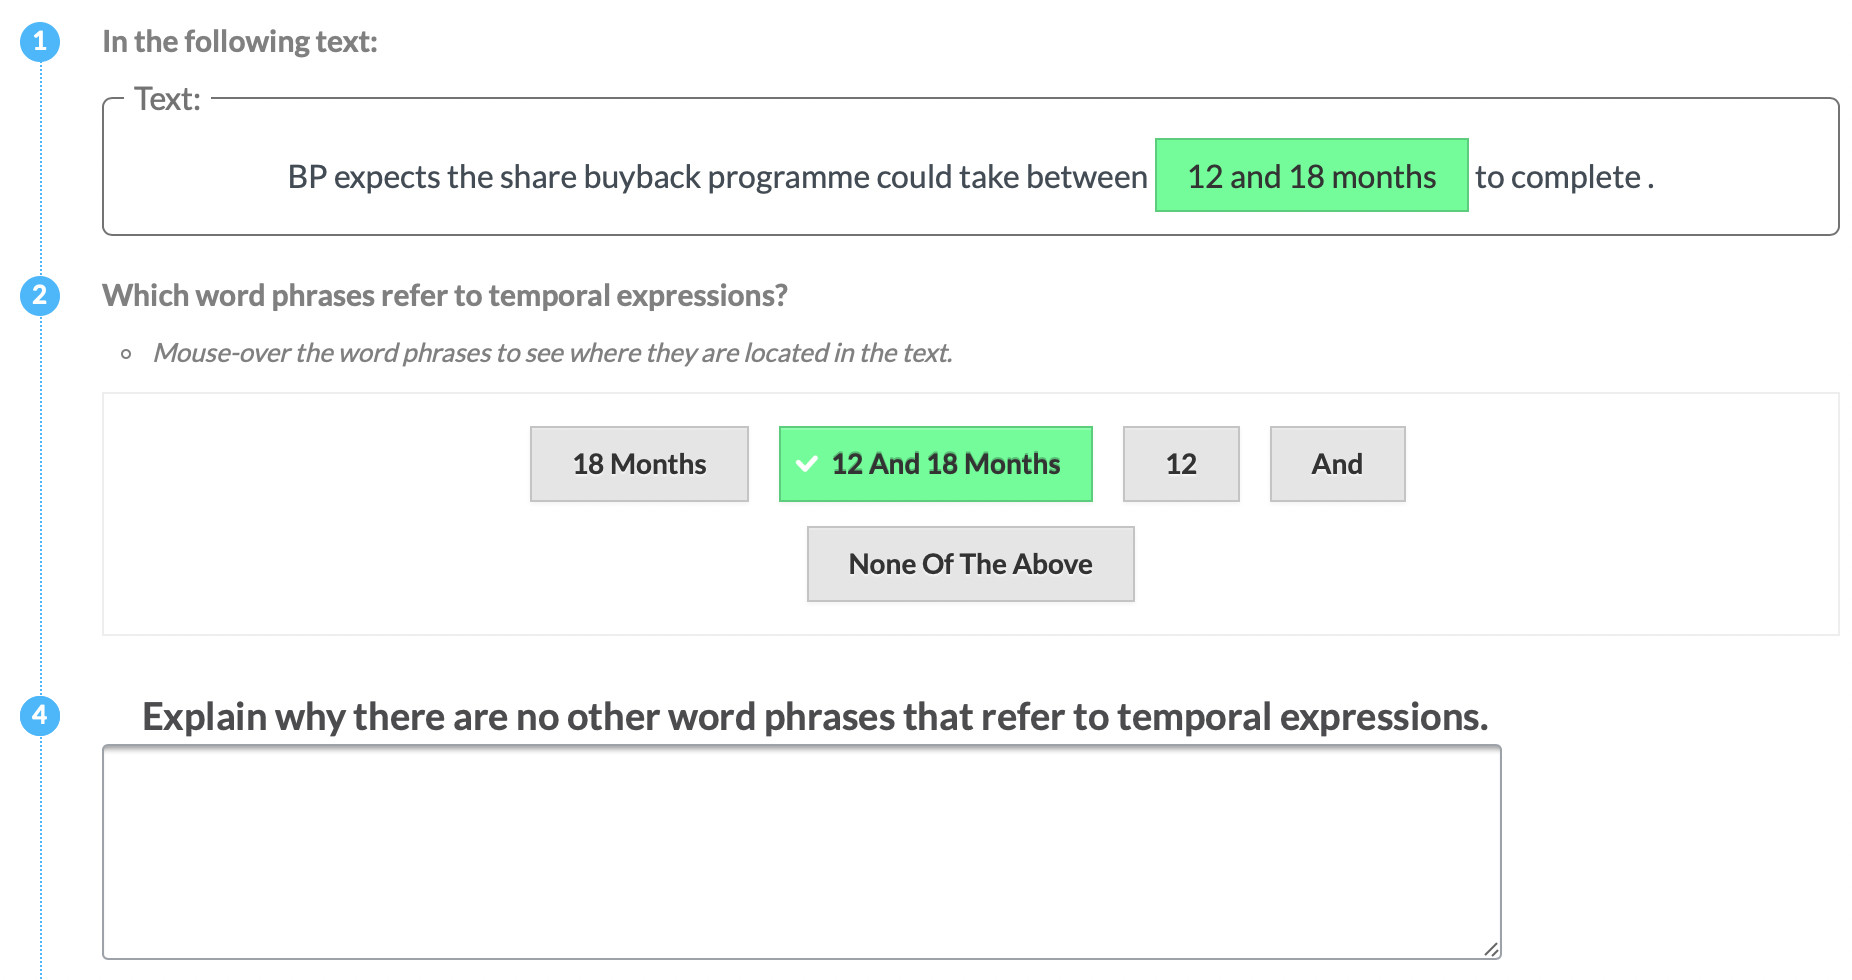 1 In the following text:
Text:
BP expects the share buyback programme could take between 12 and 18 months to complete .
2 Which word phrases refer to temporal expressions?
Mouse-over the word phrases to see where they are located in the text.
18 Months 12 And 18 Months 12 And
None Of The Above
4 Explain why there are no other word phrases that refer to temporal expressions.